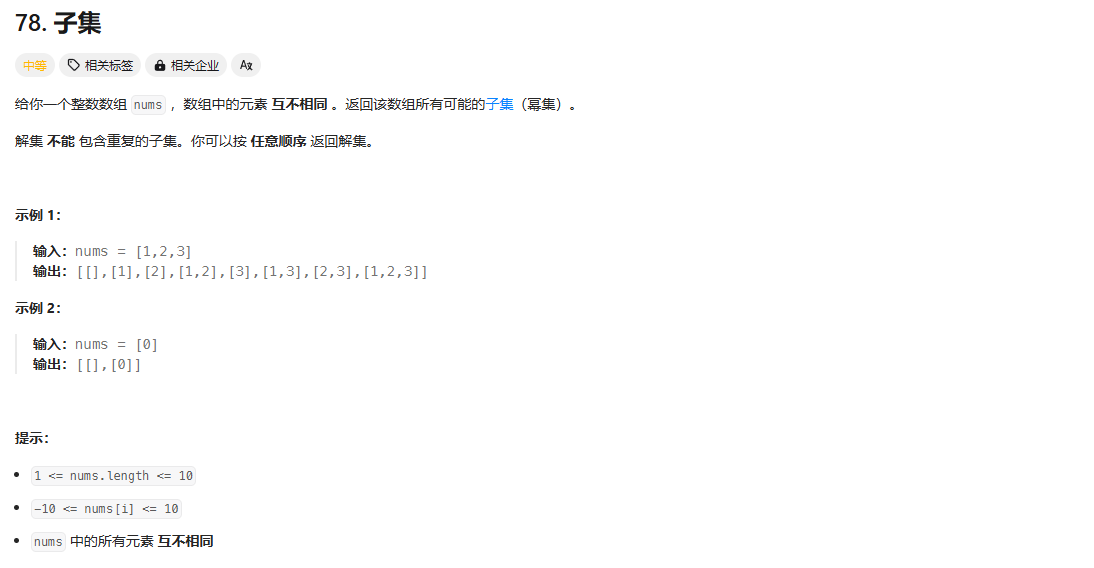 78. 子集
中等 相关标签 相关企业 Ax
给你一个整数数组 nums ，数组中的元素 互不相同 。返回该数组所有可能的子集（幂集）。
解集 不能 包含重复的子集。你可以按 任意顺序 返回解集。
示例 1：
输入：nums = [1,2,3]
输出：[[],[1],[2],[1,2],[3],[1,3],[2,3],[1,2,3]]
示例 2：
输入：nums = [0]
输出：[[],[0]]
提示：
1 <= nums.length <= 10
-10 <= nums[i] <= 10
nums 中的所有元素 互不相同